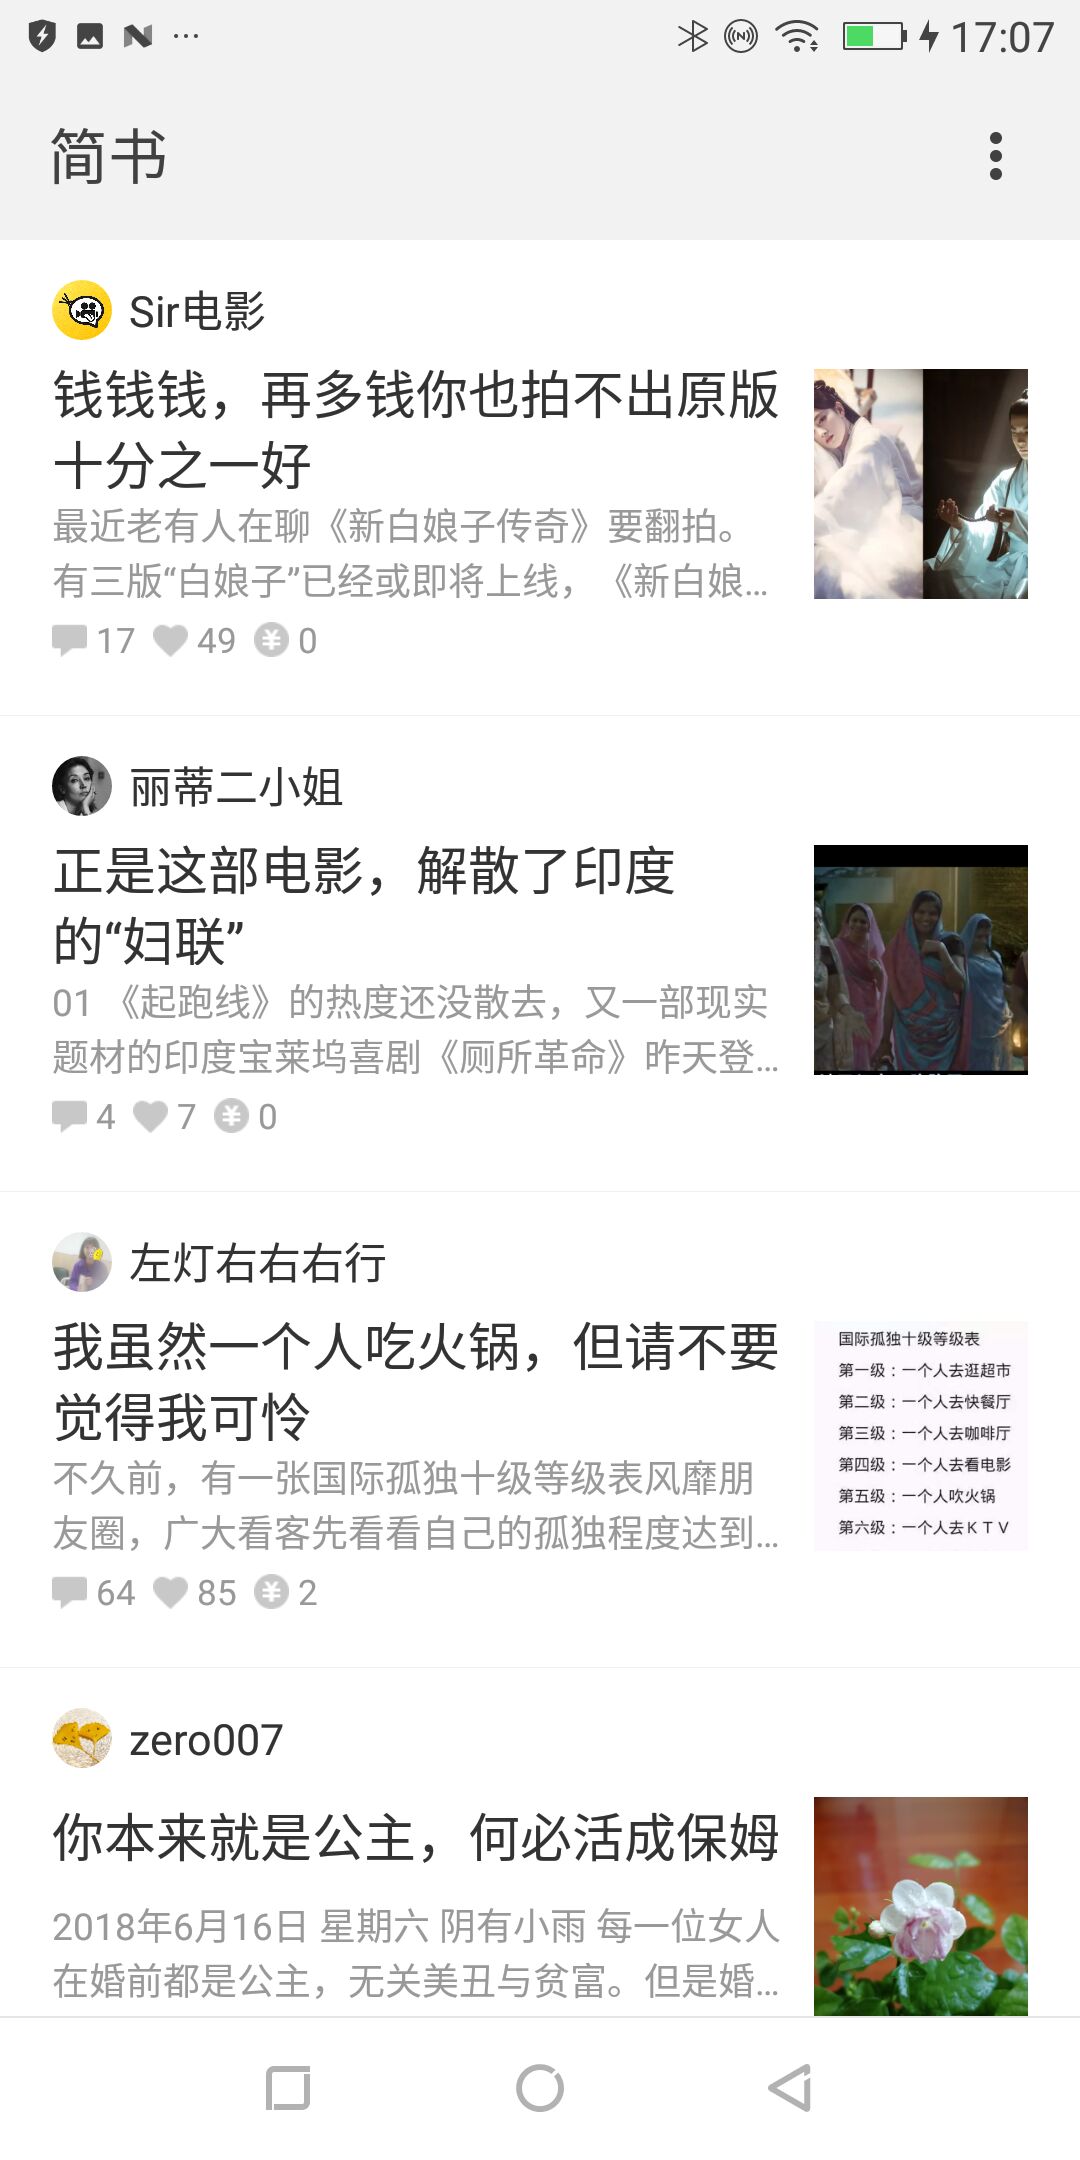 17:07
简书
Sir电影
钱钱钱，再多钱你也拍不出原版
十分之一好
最近老有人在聊《新白娘子传奇》要翻拍。
有三版“白娘子”已经或即将上线，《新白娘...
17 49 0
丽蒂二小姐
正是这部电影，解散了印度
的“妇联”
01 《起跑线》的热度还没散去，又一部现实
题材的印度宝莱坞喜剧《厕所革命》昨天登...
4 7 0
左灯右右右行
我虽然一个人吃火锅，但请不要
觉得我可怜
不久前，有一张国际孤独十级等级表风靡朋
友圈，广大看客先看看自己的孤独程度达到...
64 85 2
国际孤独十级等级表
第一级：一个人去逛超市
第二级：一个人去快餐厅
第三级：一个人去咖啡厅
第四级：一个人去看电影
第五级：一个人吹火锅
第六级：一个人去KTV
zero007
你本来就是公主，何必活成保姆
2018年6月16日 星期六 阴有小雨 每一位女人
在婚前都是公主，无关美丑与贫富。但是婚...